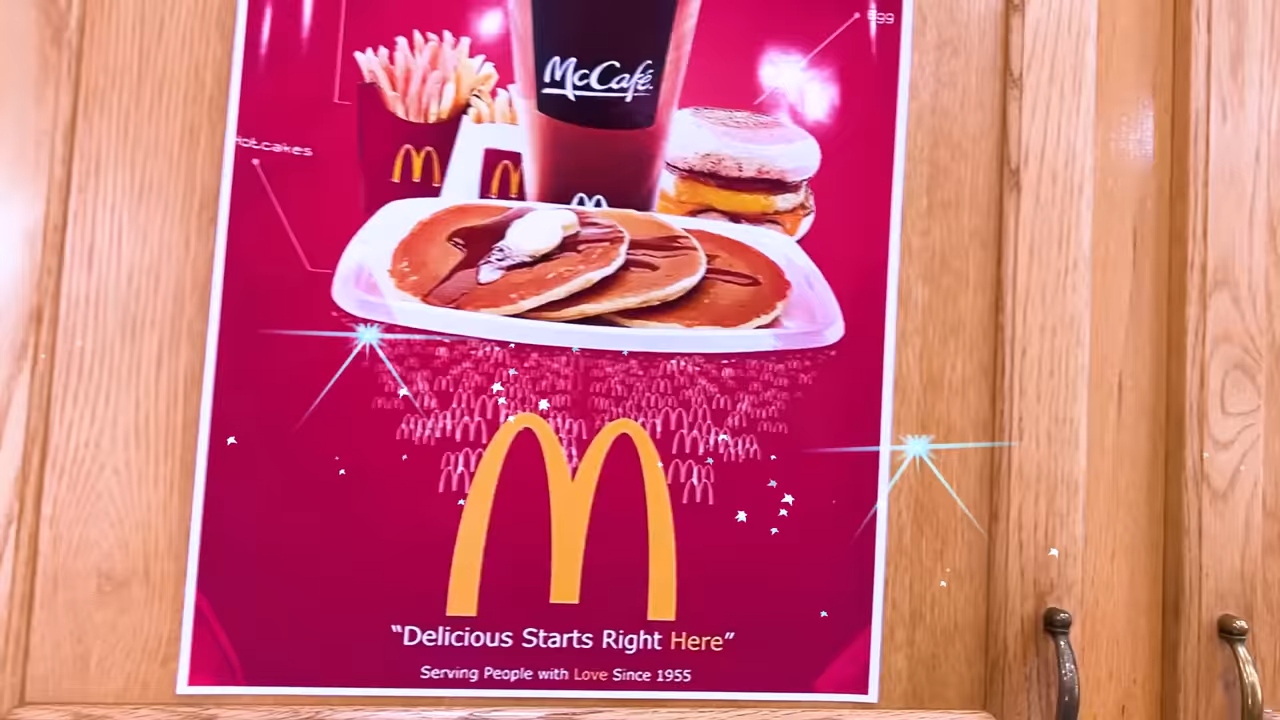 McCafé.
Hotcakes
"Delicious Starts Right Here"
Serving People with Love Since 1955